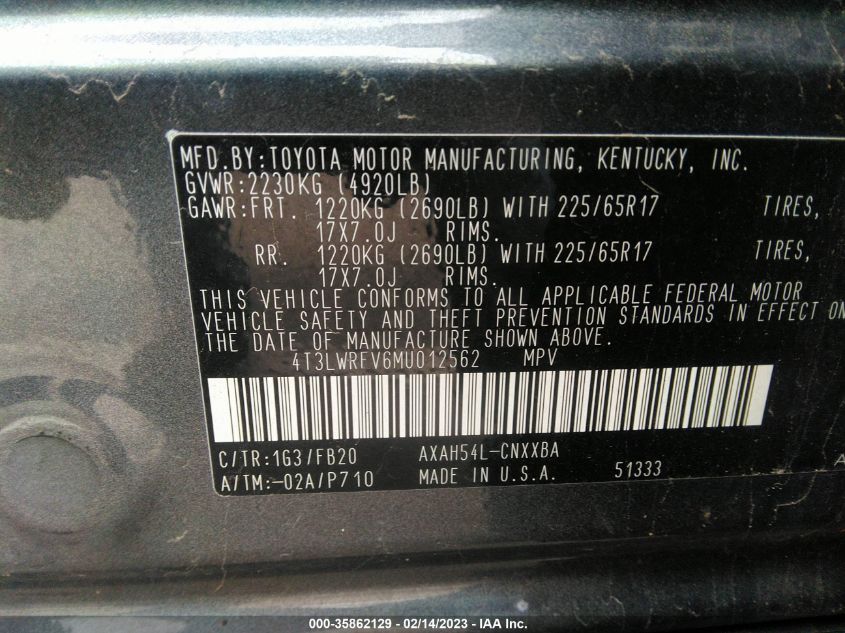 MFD.BY:TOYOTA MOTOR MANUFACTURING, KENTUCKY, INC.
GVWR:2230KG (4920LB)
GAWR:FRT. 1220KG (2690LB) WITH 225/65R17 TIRES,
17X7.0J RIMS.
RR. 1220KG (2690LB) WITH 225/65R17 TIRES,
17X7.0J RIMS.
THIS VEHICLE CONFORMS TO ALL APPLICABLE FEDERAL MOTOR
VEHICLE SAFETY AND THEFT PREVENTION STANDARDS IN EFFECT ON
THE DATE OF MANUFACTURE SHOWN ABOVE.
4T3LWRFV6MU012562 MPV
C/TR:1G3/FB20 AXAH54L-CNXXBA
A/TM:-02A/P710 MADE IN U.S.A. 51333 A
000-35862129 - 02/14/2023 - © IAA Inc.